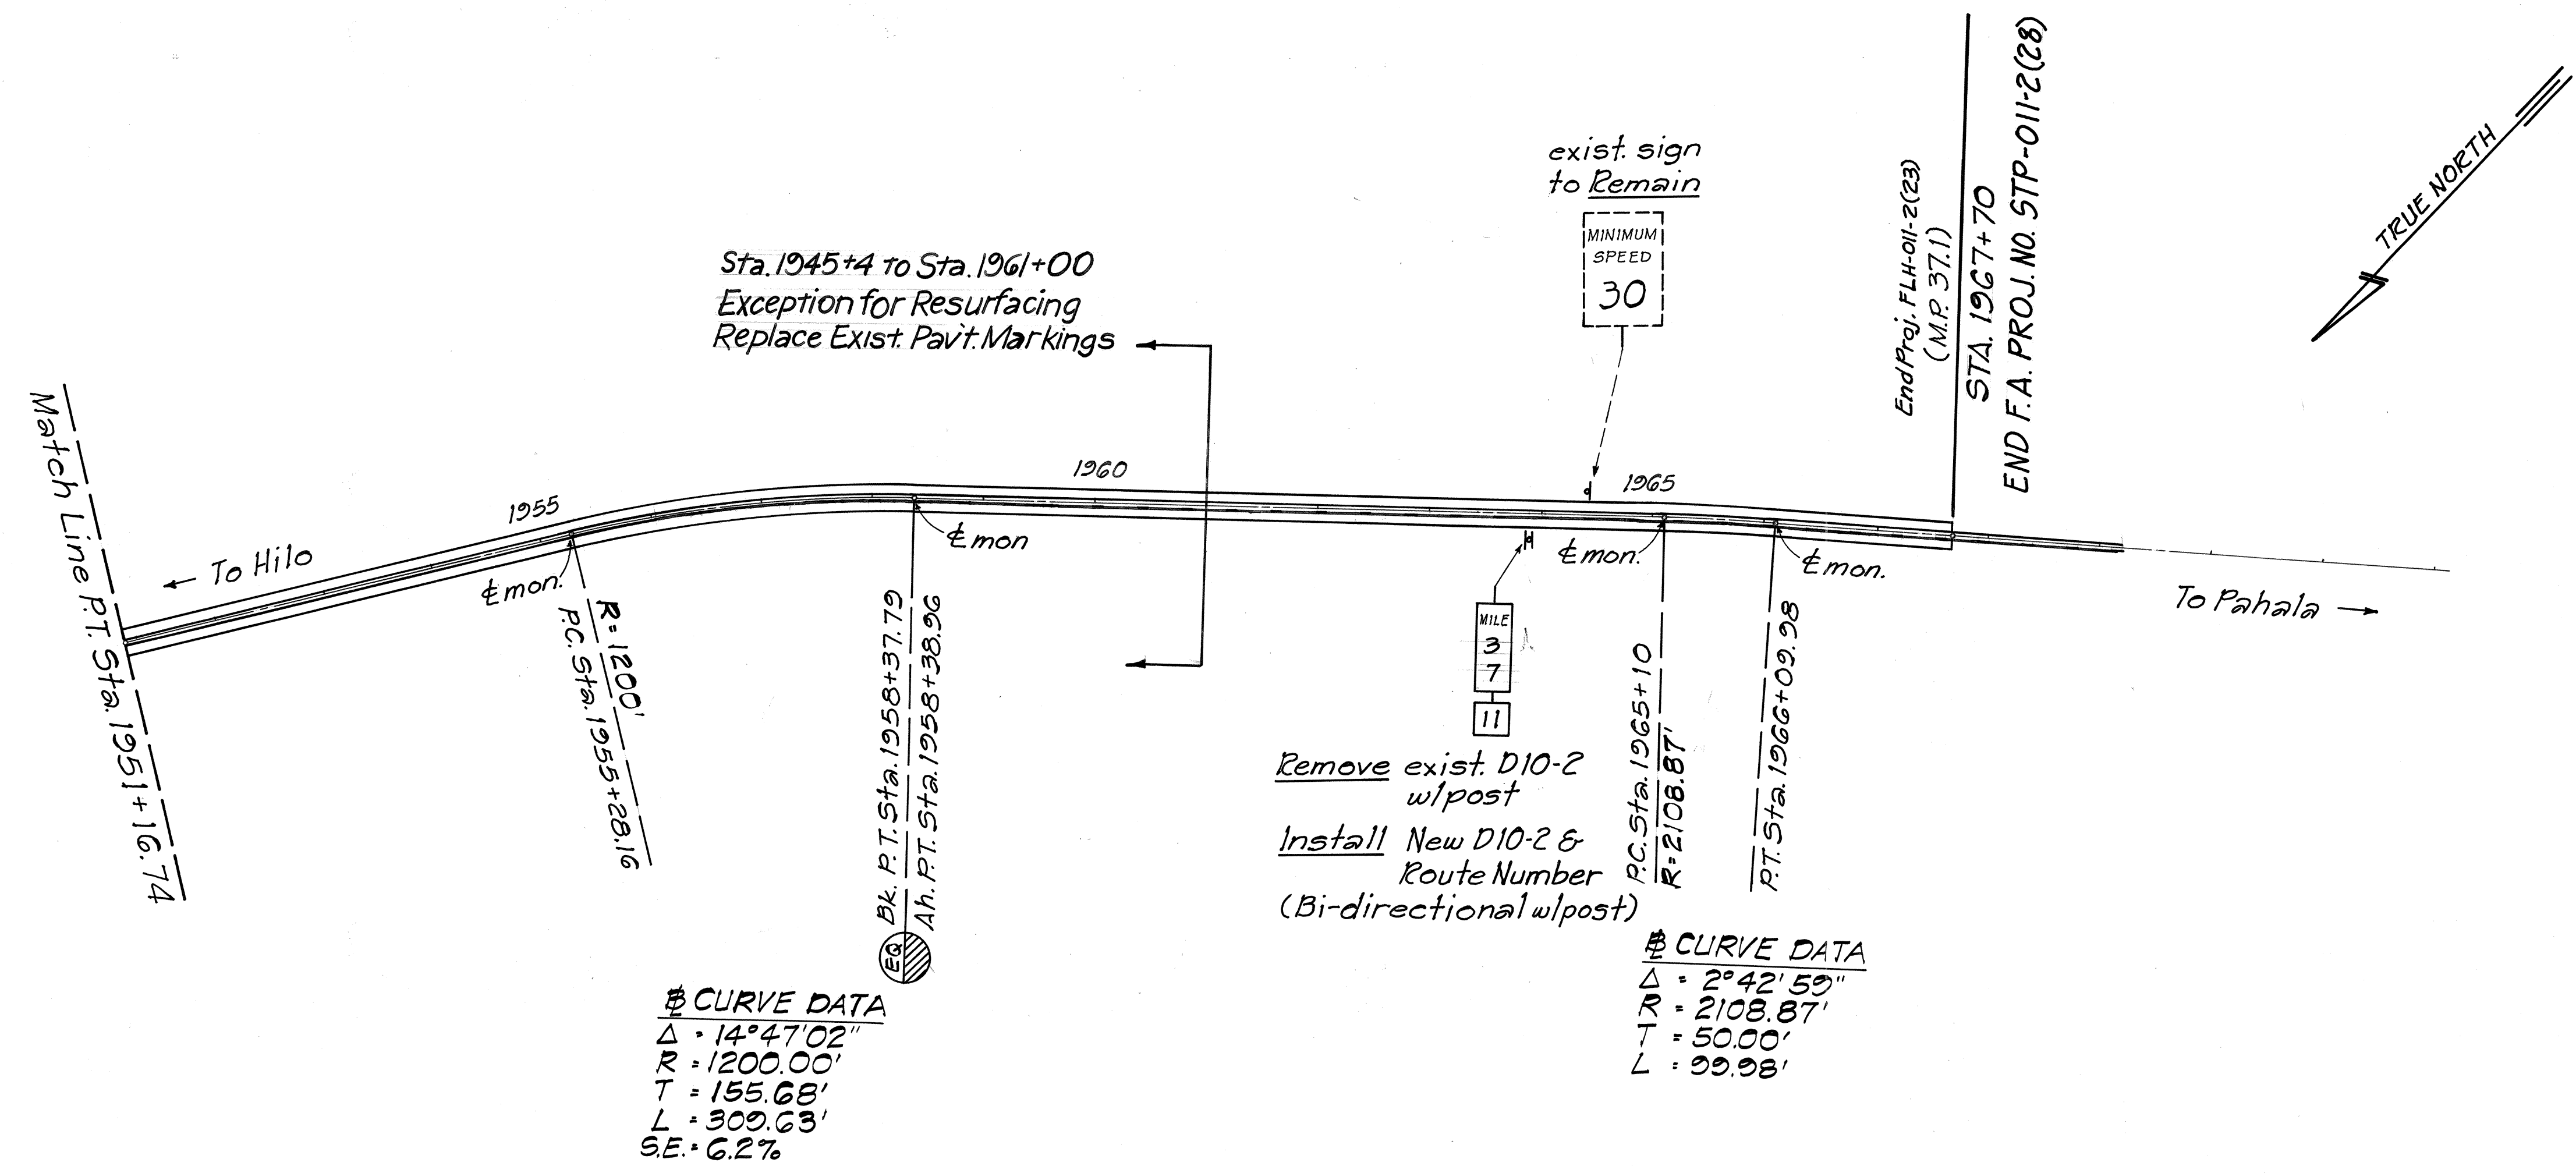 exist. sign
to Remain
MINIMUM
SPEED
30
Sta. 1945+4 to Sta. 1961+00
Exception for Resurfacing
Replace Exist. Pav't. Markings
End Proj. FLH-011-2(23)
(M.P. 37.1)
STA. 1967+70
END F.A. PROJ. NO. STP-011-2(28)
TRUE NORTH
Match Line P.T. Sta. 1951+16.74
← To Hilo
1955
1960
1965
℄ mon.
℄ mon
℄ mon.
℄ mon.
To Pahala →
R=1200'
P.C. Sta. 1955+28.16
Bk. P.T. Sta. 1958+37.79
Ah. P.T. Sta. 1958+38.96
EQ
MILE
3
7
11
Remove exist. D10-2
w/post
Install New D10-2 &
Route Number
(Bi-directional w/post)
P.C. Sta. 1965+10
R=2108.87'
P.T. Sta. 1966+09.98
CURVE DATA
Δ = 14°47'02"
R = 1200.00'
T = 155.68'
L = 309.63'
S.E. = 6.2%
CURVE DATA
Δ = 2°42'59"
R = 2108.87'
T = 50.00'
L = 99.98'